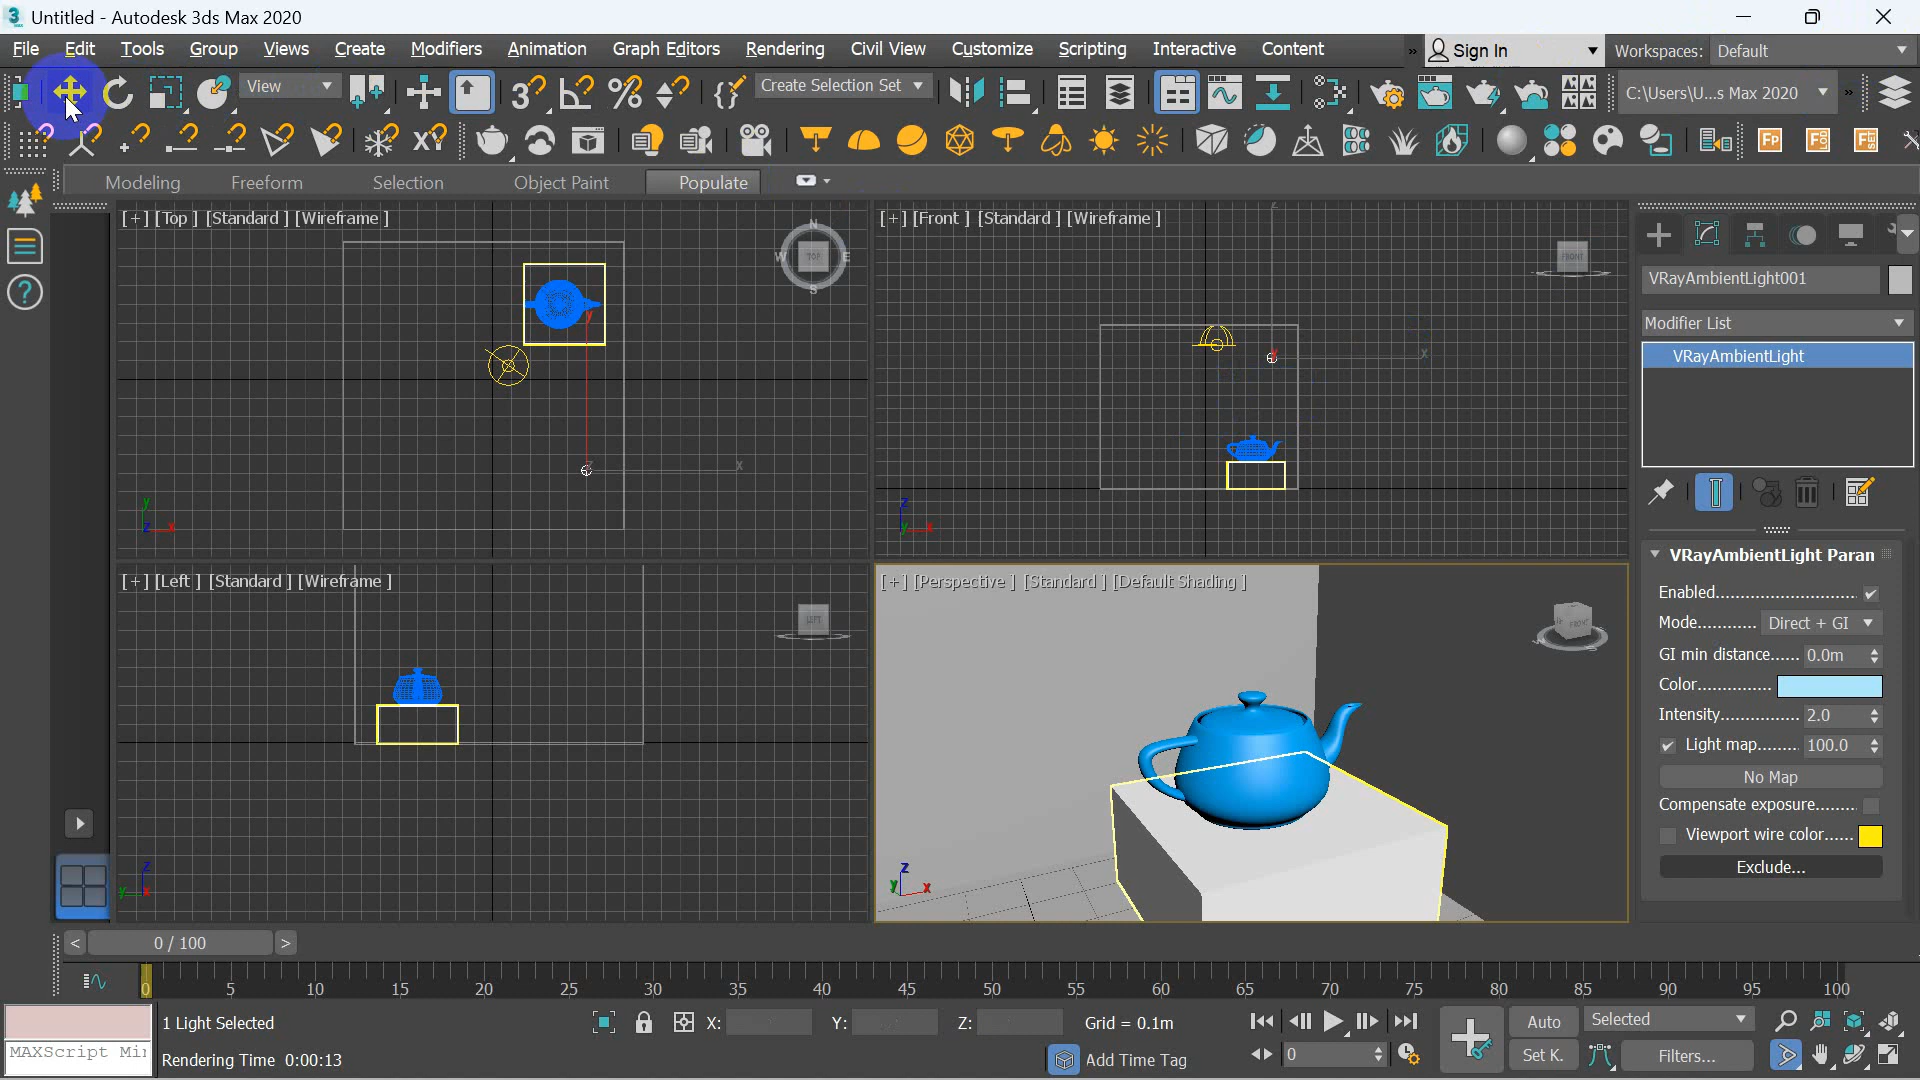 Untitled - Autodesk 3ds Max 2020
File Edit Tools Group Views Create Modifiers Animation Graph Editors Rendering Civil View Customize Scripting Interactive Content » Sign In Workspaces: Default
View Create Selection Set C:\Users\U...s Max 2020 »
Modeling Freeform Selection Object Paint Populate
[+] [Top ] [Standard ] [Wireframe ]
[+] [Front ] [Standard ] [Wireframe ]
VRayAmbientLight001
Modifier List
VRayAmbientLight
[+] [Left ] [Standard ] [Wireframe ]
[+] [Perspective ] [Standard ] [Default Shading ]
VRayAmbientLight Paran
Enabled
Mode Direct + GI
GI min distance 0.0m
Color
Intensity 2.0
Light map 100.0
No Map
Compensate exposure
Viewport wire color
Exclude...
< 0 / 100 >
0 5 10 15 20 25 30 35 40 45 50 55 60 65 70 75 80 85 90 95 100
1 Light Selected X: Y: Z: Grid = 0.1m Auto Selected
MAXScript Mi Rendering Time 0:00:13 Add Time Tag 0 Set K. Filters...